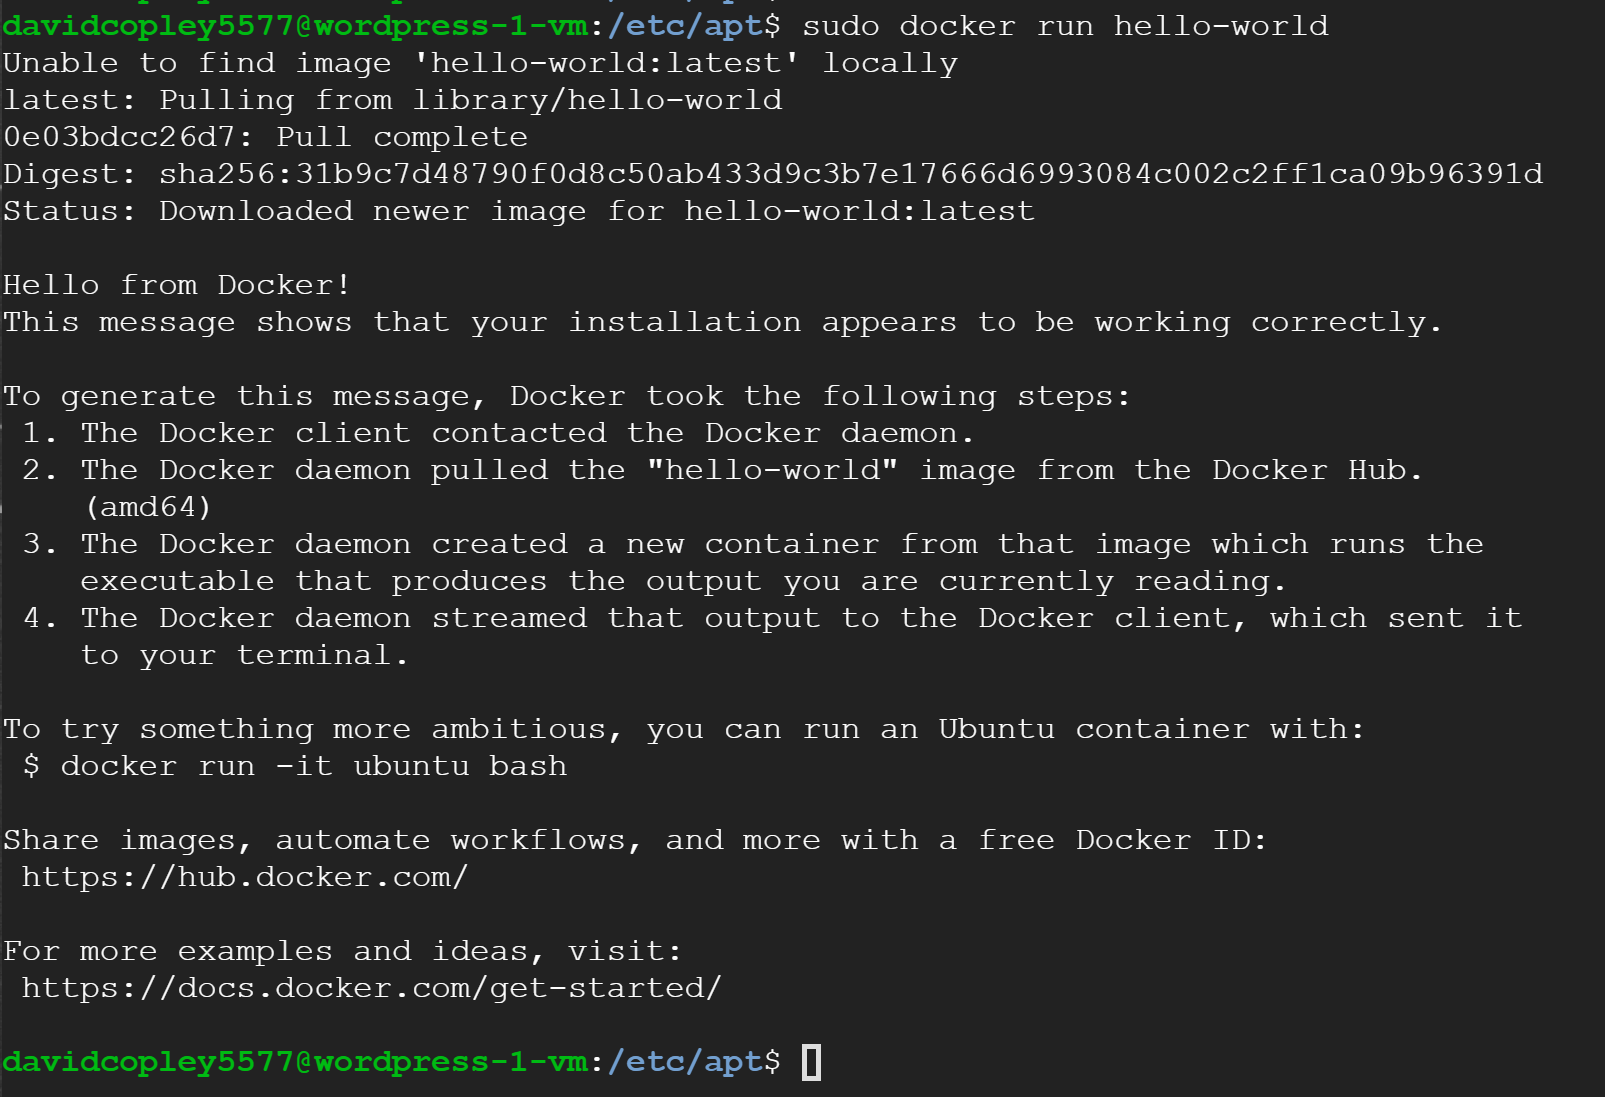 davidcopley5577@wordpress-1-vm:/etc/apt$ sudo docker run hello-world
Unable to find image 'hello-world:latest' locally
latest: Pulling from library/hello-world
0e03bdcc26d7: Pull complete
Digest: sha256:31b9c7d48790f0d8c50ab433d9c3b7e17666d6993084c002c2ff1ca09b96391d
Status: Downloaded newer image for hello-world:latest

Hello from Docker!
This message shows that your installation appears to be working correctly.

To generate this message, Docker took the following steps:
 1. The Docker client contacted the Docker daemon.
 2. The Docker daemon pulled the "hello-world" image from the Docker Hub.
    (amd64)
 3. The Docker daemon created a new container from that image which runs the
    executable that produces the output you are currently reading.
 4. The Docker daemon streamed that output to the Docker client, which sent it
    to your terminal.

To try something more ambitious, you can run an Ubuntu container with:
 $ docker run -it ubuntu bash

Share images, automate workflows, and more with a free Docker ID:
 https://hub.docker.com/

For more examples and ideas, visit:
 https://docs.docker.com/get-started/

davidcopley5577@wordpress-1-vm:/etc/apt$